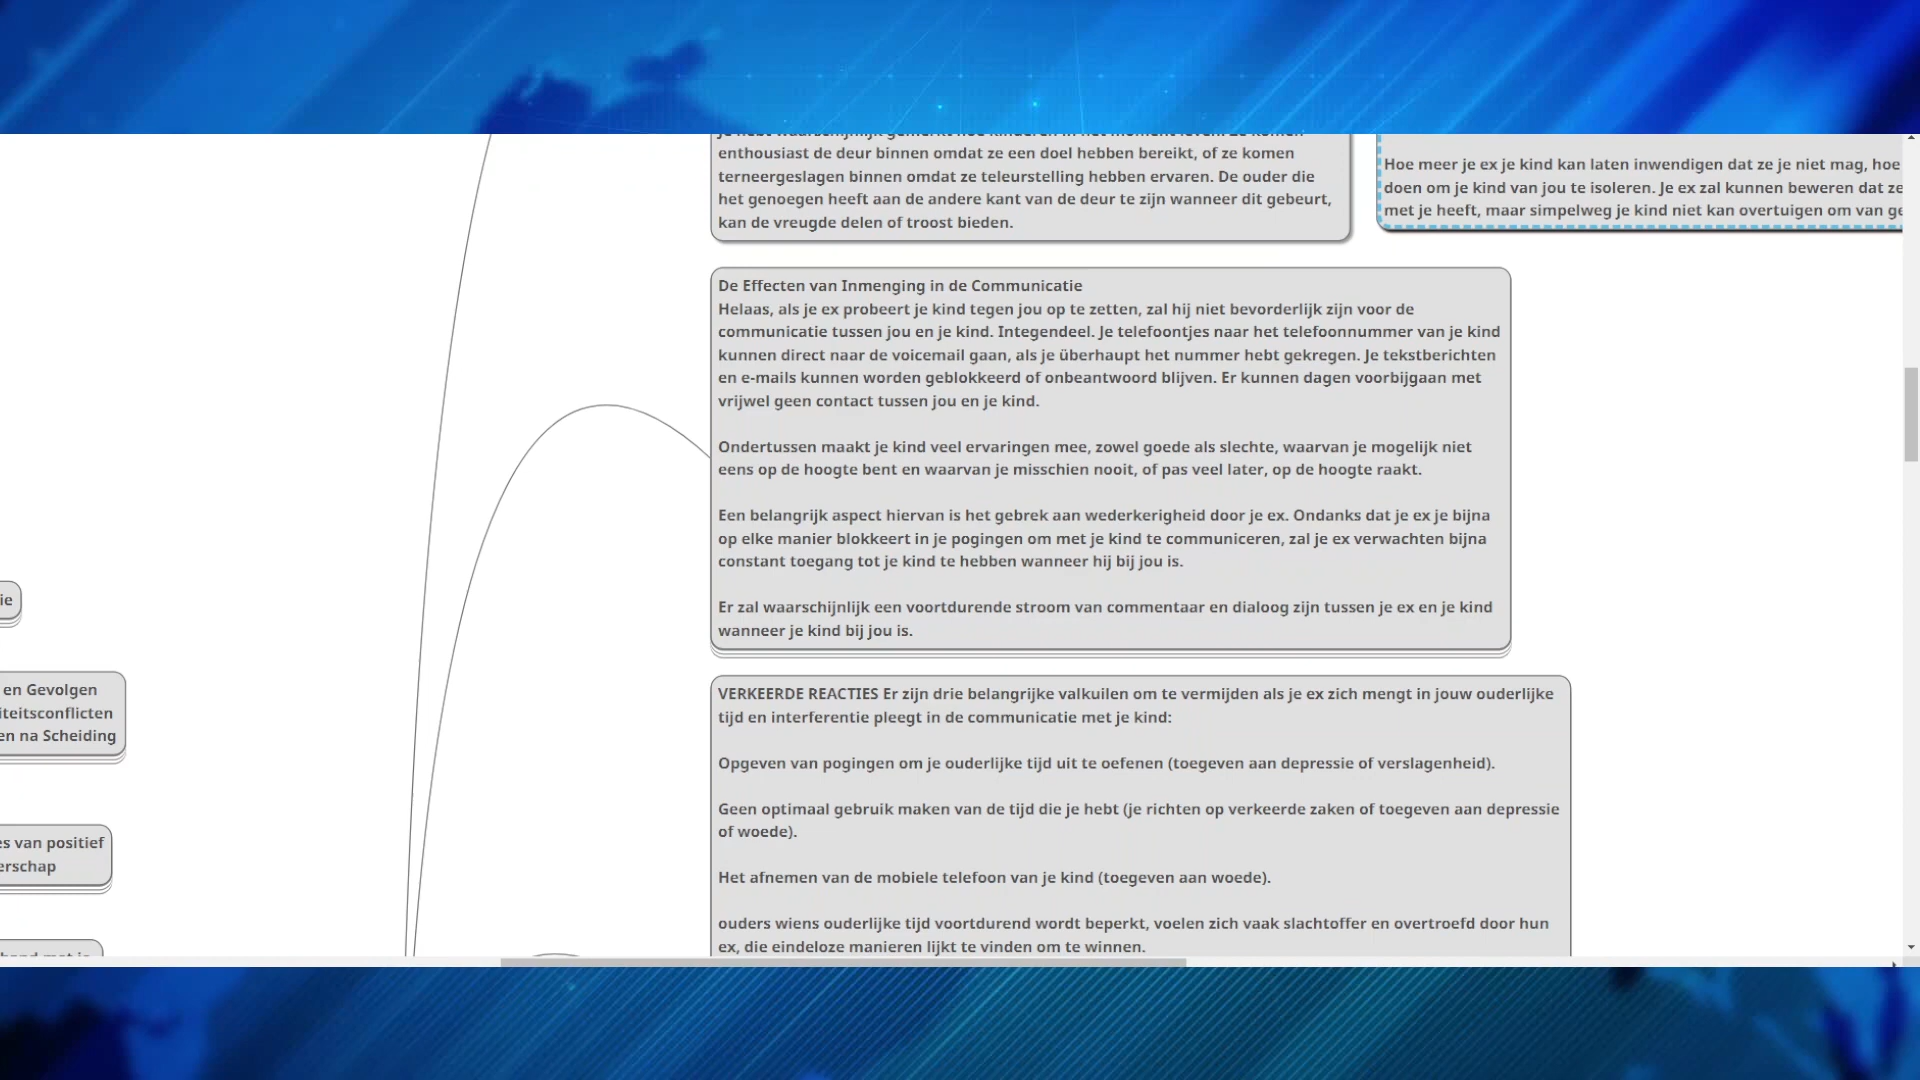 enthousiast de deur binnen omdat ze een doel hebben bereikt, of ze komen
terneergeslagen binnen omdat ze teleurstelling hebben ervaren. De ouder die
het genoegen heeft aan de andere kant van de deur te zijn wanneer dit gebeurt,
kan de vreugde delen of troost bieden.
Hoe meer je ex je kind kan laten inwendigen dat ze je niet mag, hoe
doen om je kind van jou te isoleren. Je ex zal kunnen beweren dat ze
met je heeft, maar simpelweg je kind niet kan overtuigen om van ge
De Effecten van Inmenging in de Communicatie
Helaas, als je ex probeert je kind tegen jou op te zetten, zal hij niet bevorderlijk zijn voor de
communicatie tussen jou en je kind. Integendeel. Je telefoontjes naar het telefoonnummer van je kind
kunnen direct naar de voicemail gaan, als je überhaupt het nummer hebt gekregen. Je tekstberichten
en e-mails kunnen worden geblokkeerd of onbeantwoord blijven. Er kunnen dagen voorbijgaan met
vrijwel geen contact tussen jou en je kind.
Ondertussen maakt je kind veel ervaringen mee, zowel goede als slechte, waarvan je mogelijk niet
eens op de hoogte bent en waarvan je misschien nooit, of pas veel later, op de hoogte raakt.
Een belangrijk aspect hiervan is het gebrek aan wederkerigheid door je ex. Ondanks dat je ex je bijna
op elke manier blokkeert in je pogingen om met je kind te communiceren, zal je ex verwachten bijna
constant toegang tot je kind te hebben wanneer hij bij jou is.
Er zal waarschijnlijk een voortdurende stroom van commentaar en dialoog zijn tussen je ex en je kind
wanneer je kind bij jou is.
VERKEERDE REACTIES Er zijn drie belangrijke valkuilen om te vermijden als je ex zich mengt in jouw ouderlijke
tijd en interferentie pleegt in de communicatie met je kind:
Opgeven van pogingen om je ouderlijke tijd uit te oefenen (toegeven aan depressie of verslagenheid).
Geen optimaal gebruik maken van de tijd die je hebt (je richten op verkeerde zaken of toegeven aan depressie
of woede).
Het afnemen van de mobiele telefoon van je kind (toegeven aan woede).
ouders wiens ouderlijke tijd voortdurend wordt beperkt, voelen zich vaak slachtoffer en overtroefd door hun
ex, die eindeloze manieren lijkt te vinden om te winnen.
ie
en Gevolgen
iteitsconflicten
en na Scheiding
es van positief
erschap